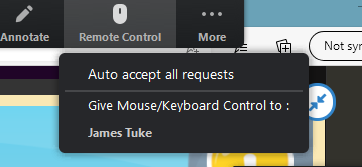 Annotate
Remote Control
More
Not syn
Auto accept all requests
Give Mouse/Keyboard Control to :
James Tuke